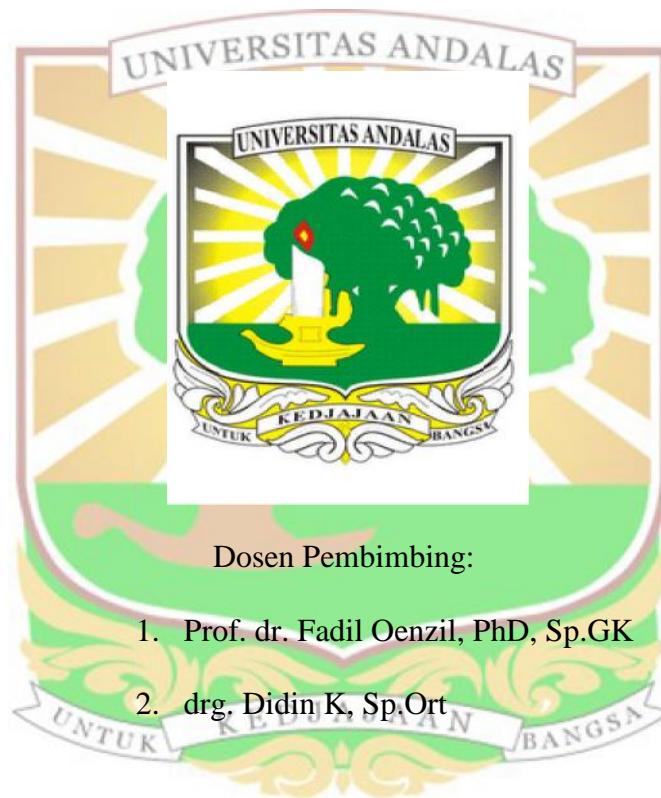 UNIVERSITAS ANDALAS
UNIVERSITAS ANDALAS
UNTUK KEDJAJAAN BANGSA
Dosen Pembimbing:
1. Prof. dr. Fadil Oenzil, PhD, Sp.GK
2. drg. Didin K, Sp.Ort
UNTUK KEDJAJAAN BANGSA